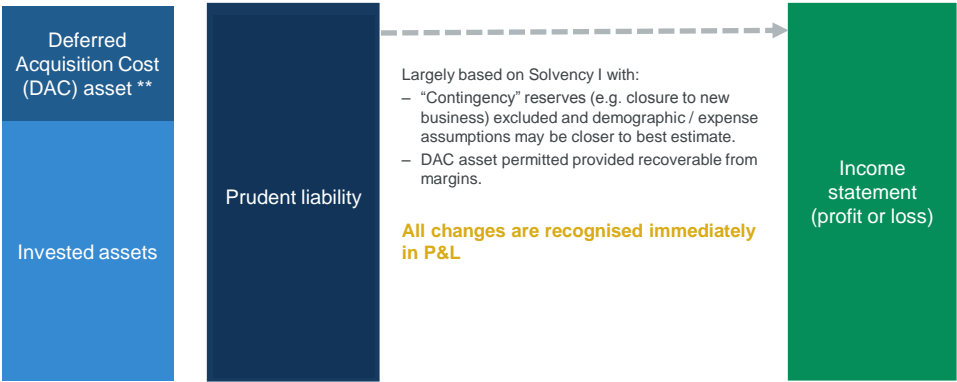 Deferred
Acquisition Cost
(DAC) asset **
Invested assets
Prudent liability
Largely based on Solvency I with:
– “Contingency” reserves (e.g. closure to new
business) excluded and demographic / expense
assumptions may be closer to best estimate.
– DAC asset permitted provided recoverable from
margins.
All changes are recognised immediately
in P&L
Income
statement
(profit or loss)